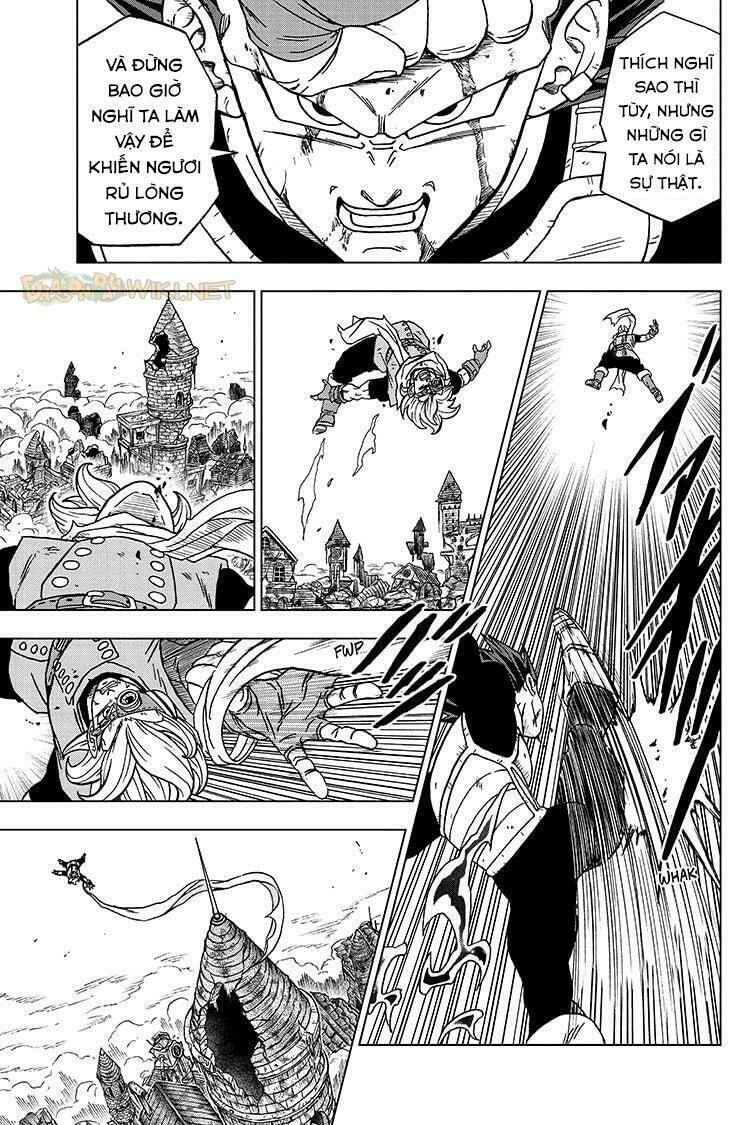 THÍCH NGHĨ
SAO THÌ
TÙY, NHƯNG
NHỮNG GÌ
TA NÓI LÀ
SỰ THẬT.
VÀ ĐỪNG
BAO GIỜ
NGHĨ TA LÀM
VẬY ĐỂ
KHIẾN NGƯƠI
RỦ LÒNG
THƯƠNG.
DRAGONBALLWIKI.NET
FWP
WHAK